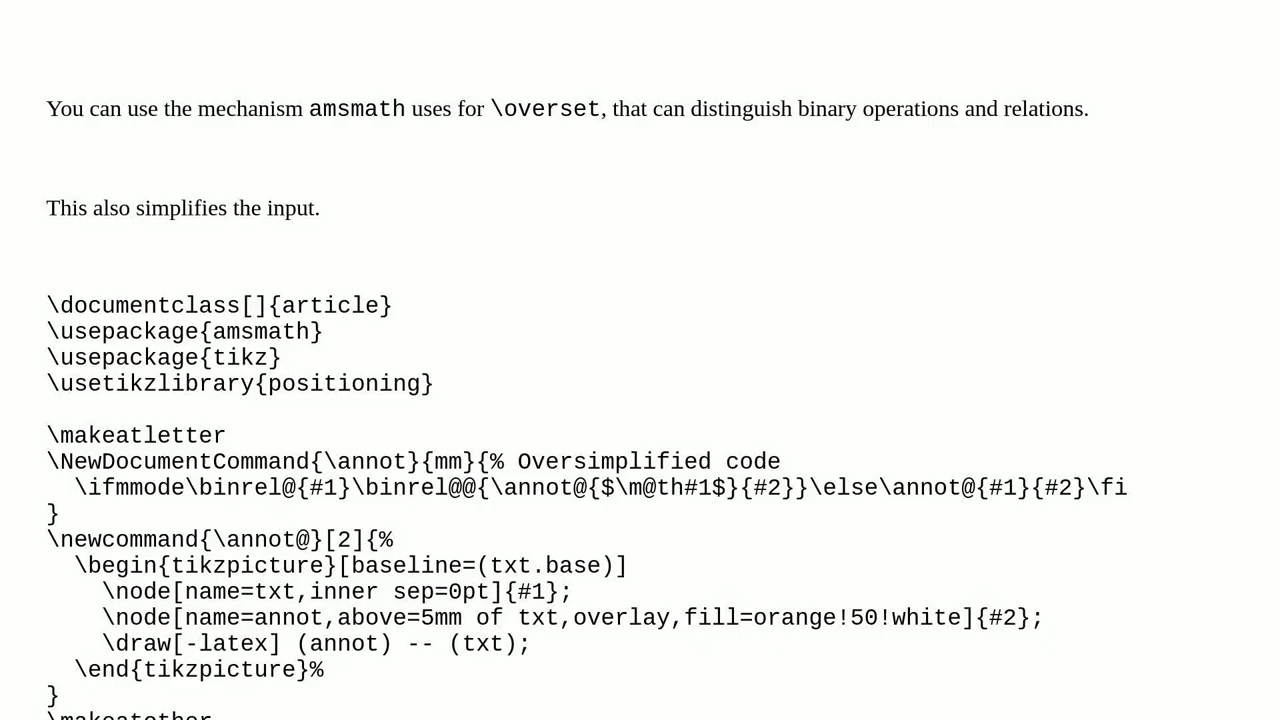 You can use the mechanism amsmath uses for \overset, that can distinguish binary operations and relations.
This also simplifies the input.
\documentclass[]{article}
\usepackage{amsmath}
\usepackage{tikz}
\usetikzlibrary{positioning}
\makeatletter
\NewDocumentCommand{\annot}{mm}{% Oversimplified code
  \ifmmode\binrel@{#1}\binrel@@{\annot@{$\m@th#1$}{#2}}\else\annot@{#1}{#2}\fi
}
\newcommand{\annot@}[2]{%
  \begin{tikzpicture}[baseline=(txt.base)]
    \node[name=txt,inner sep=0pt]{#1};
    \node[name=annot,above=5mm of txt,overlay,fill=orange!50!white]{#2};
    \draw[-latex] (annot) -- (txt);
  \end{tikzpicture}%
}
\makeatother